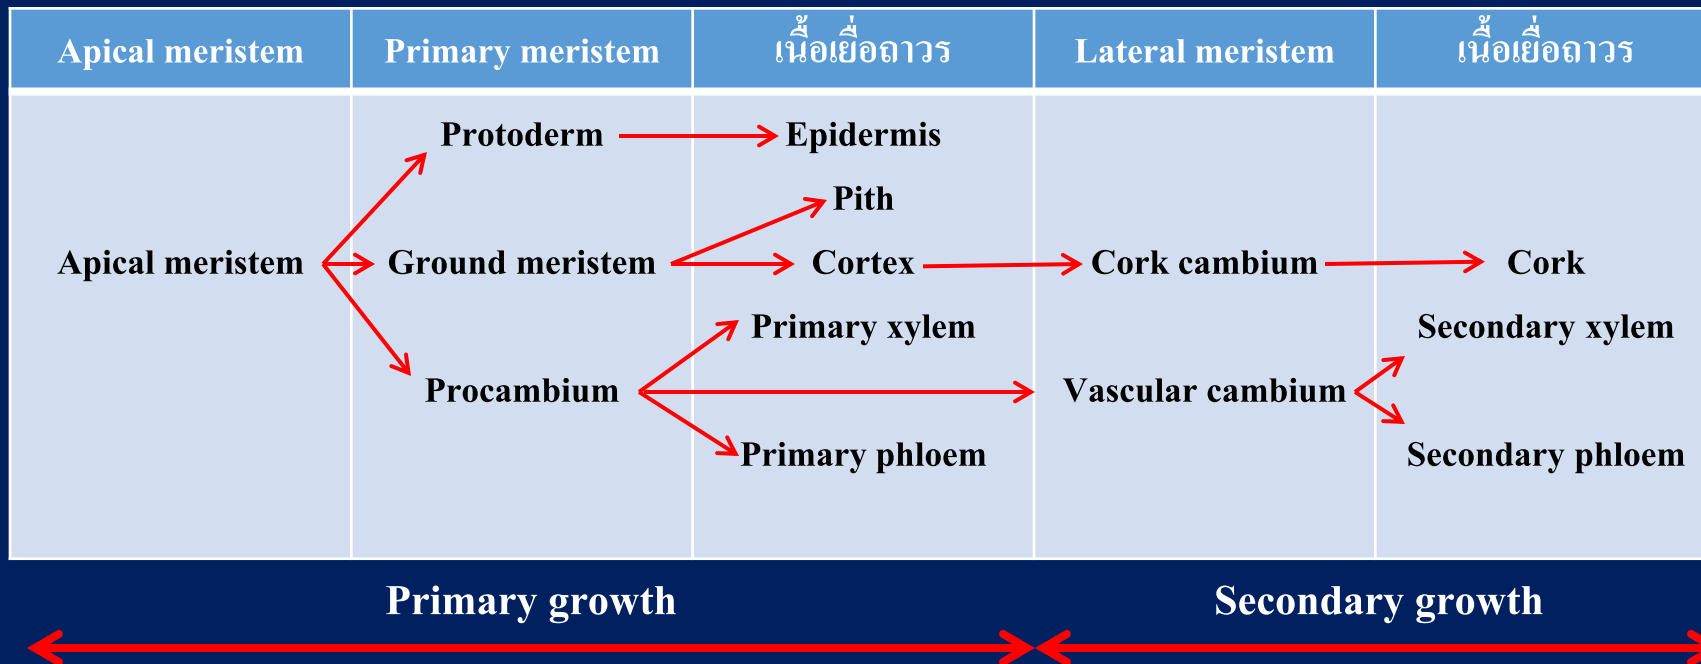 Apical meristem
Primary meristem
เนื้อเยื่อถาวร
Lateral meristem
เนื้อเยื่อถาวร
Protoderm
Epidermis
Pith
Apical meristem
Ground meristem
Cortex
Cork cambium
Cork
Primary xylem
Secondary xylem
Procambium
Vascular cambium
Primary phloem
Secondary phloem
Primary growth
Secondary growth